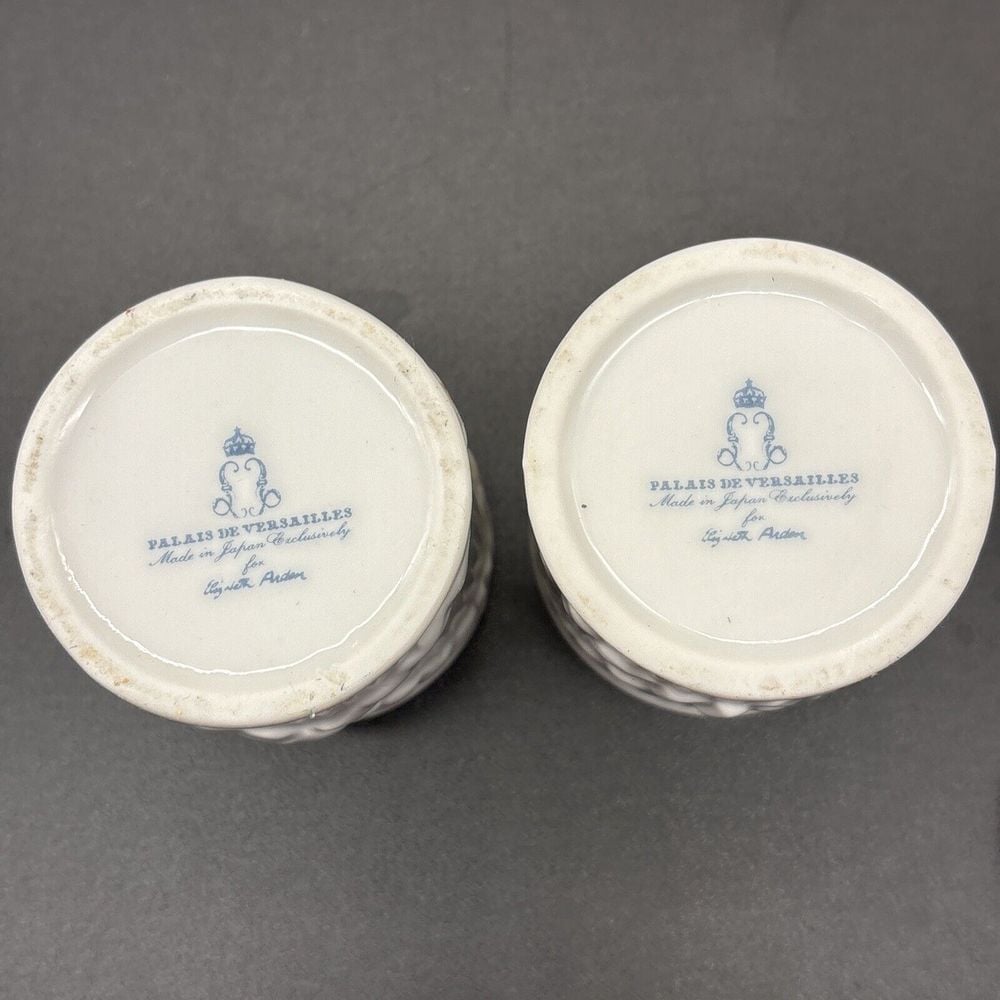 PALAIS DE VERSAILLES
Made in Japan Exclusively
for
Elizabeth Arden
PALAIS DE VERSAILLES
Made in Japan Exclusively
for
Elizabeth Arden